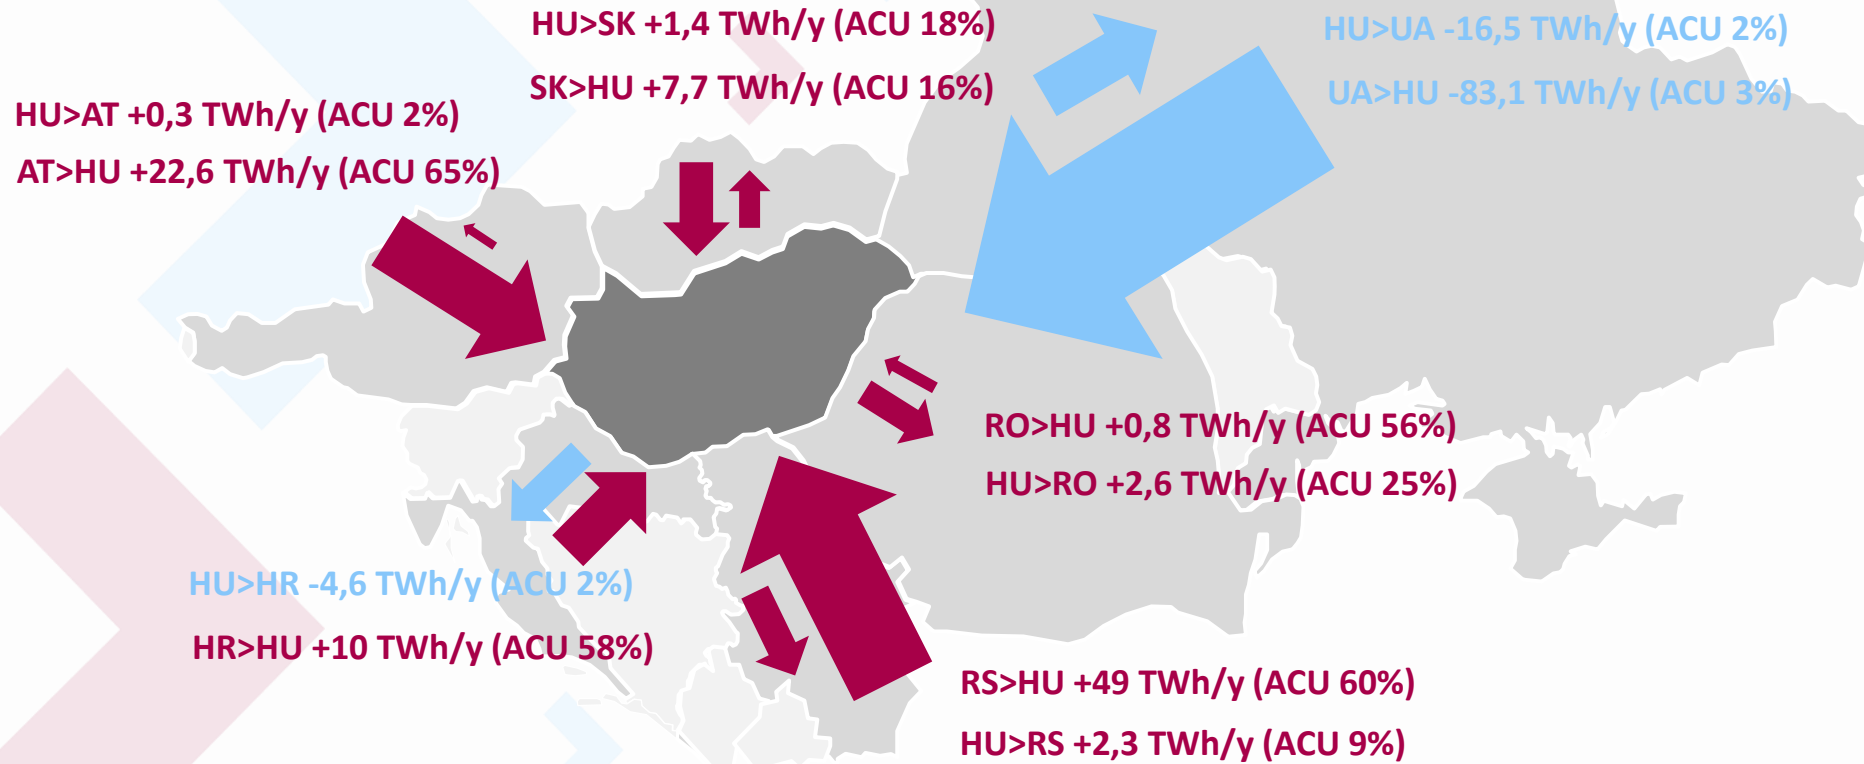 HU>SK +1,4 TWh/y (ACU 18%)
SK>HU +7,7 TWh/y (ACU 16%)
HU>UA -16,5 TWh/y (ACU 2%)
UA>HU -83,1 TWh/y (ACU 3%)
HU>AT +0,3 TWh/y (ACU 2%)
AT>HU +22,6 TWh/y (ACU 65%)
RO>HU +0,8 TWh/y (ACU 56%)
HU>RO +2,6 TWh/y (ACU 25%)
HU>HR -4,6 TWh/y (ACU 2%)
HR>HU +10 TWh/y (ACU 58%)
RS>HU +49 TWh/y (ACU 60%)
HU>RS +2,3 TWh/y (ACU 9%)